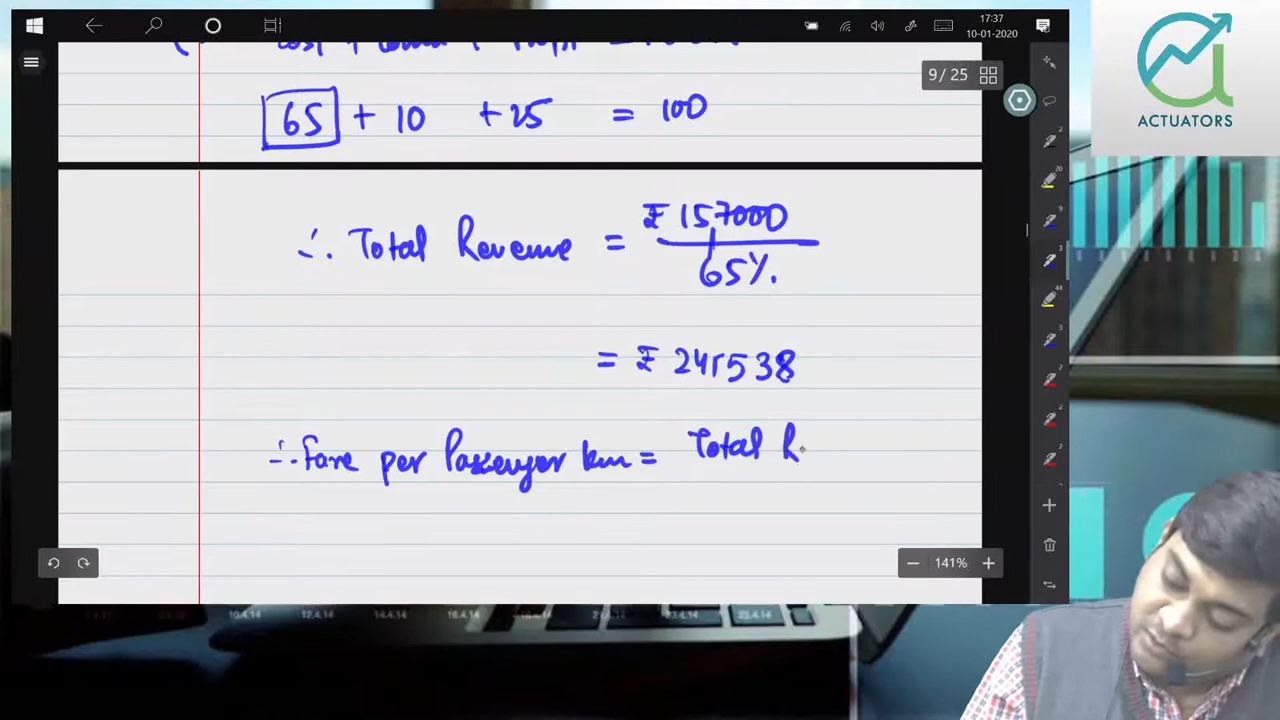 17:37
10-01-2020
9 / 25
ACTUATORS
65 + 10 + 25 = 100
∴ Total Revenue = ₹ 157000
65%.
= ₹ 241538
∴ Fare per Passenger km = Total R
141%